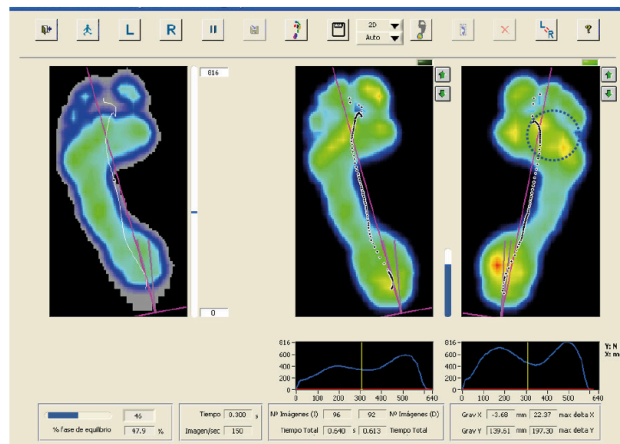 L R 2D Auto L R ?
816
0
816
600
400
200
0
0 100 200 300 400 500 640
816
600
400
200
0
0 100 200 300 400 500 640
Y: N
X: m
46
% fase de equilibrio 47.9 %
Tiempo 0.300 s
Imagen/sec 150
Nº Imágenes (I) 96 92 Nº Imágenes (D)
Tiempo Total 0.640 s 0.613 Tiempo Total
Grav X -3.68 mm 22.37 max delta X
Grav Y 139.61 mm 197.30 max delta Y